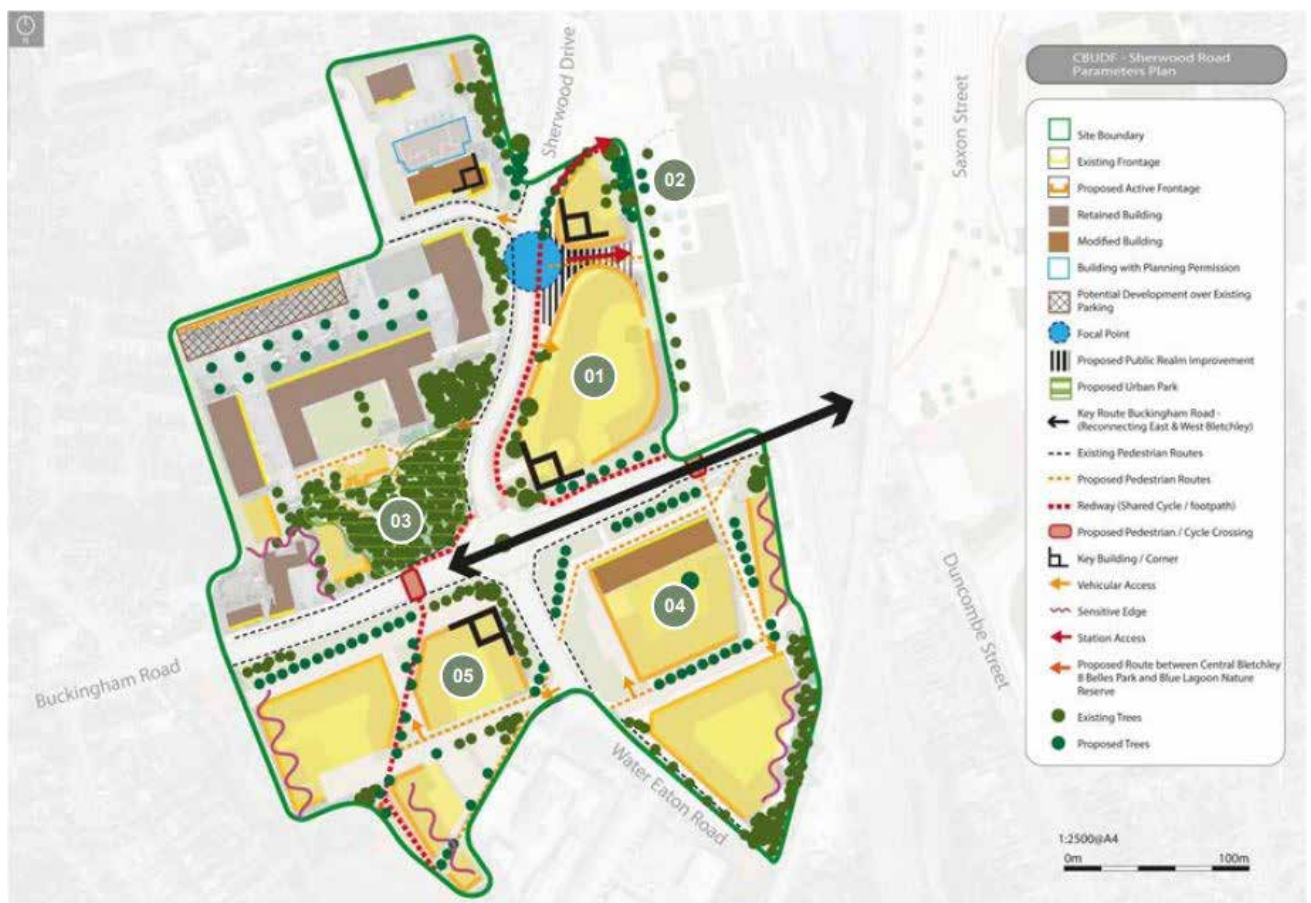 N
Sherwood Drive
Saxon Street
02
01
03
04
05
Buckingham Road
Water Eaton Road
Duncombe Street
CBUDF - Sherwood Road
Parameters Plan
Site Boundary
Existing Frontage
Proposed Active Frontage
Retained Building
Modified Building
Building with Planning Permission
Potential Development over Existing
Parking
Focal Point
Proposed Public Realm Improvement
Proposed Urban Park
Key Route Buckingham Road -
(Reconnecting East & West Bletchley)
Existing Pedestrian Routes
Proposed Pedestrian Routes
Redway (Shared Cycle / footpath)
Proposed Pedestrian / Cycle Crossing
Key Building / Corner
Vehicular Access
Sensitive Edge
Station Access
Proposed Route between Central Bletchley
8 Belles Park and Blue Lagoon Nature
Reserve
Existing Trees
Proposed Trees
1:2500@A4
0m 100m